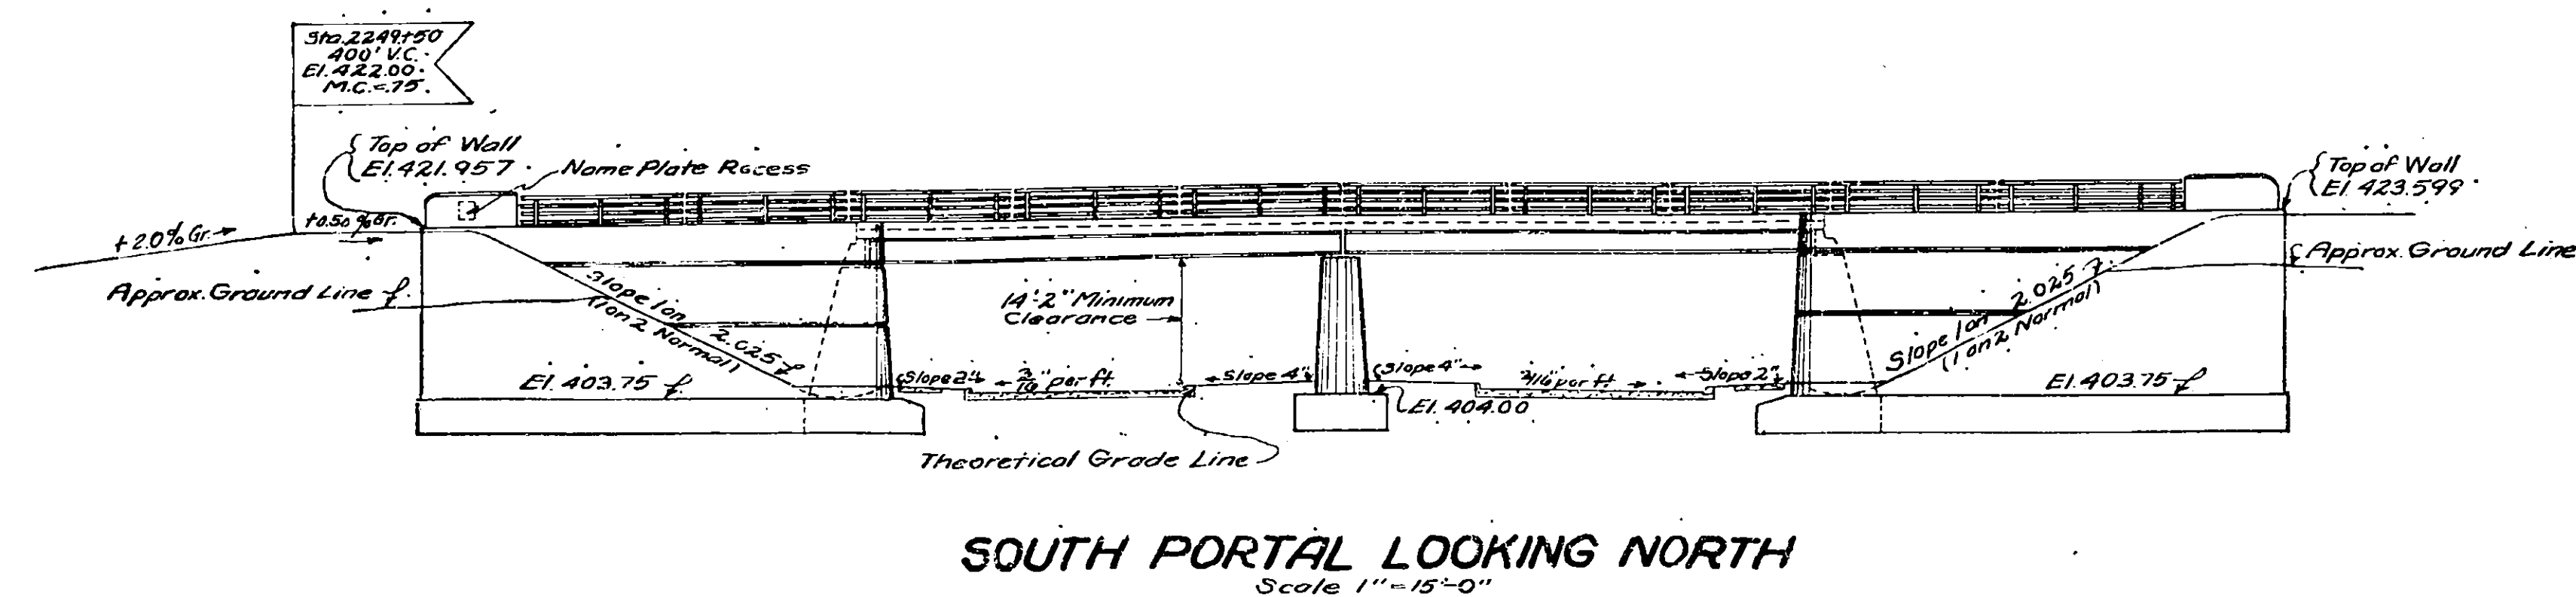 Sta. 2249+50
400' V.C.
El. 422.00
M.C.=.75
Top of Wall
El. 421.957
Name Plate Recess
Top of Wall
El. 423.599
+2.0% Gr.
+0.50% Gr.
Approx. Ground Line
Approx. Ground Line
Slope 1 on 2.025
(1 on 2 Normal)
14'-2" Minimum
Clearance
Slope 1 on 2.025
(1 on 2 Normal)
El. 403.75
Slope 2"
3/16" per ft.
Slope 4"
Slope 4"
3/16 per ft
Slope 2"
El. 403.75
El. 404.00
Theoretical Grade Line
SOUTH PORTAL LOOKING NORTH
Scale 1"=15'-0"